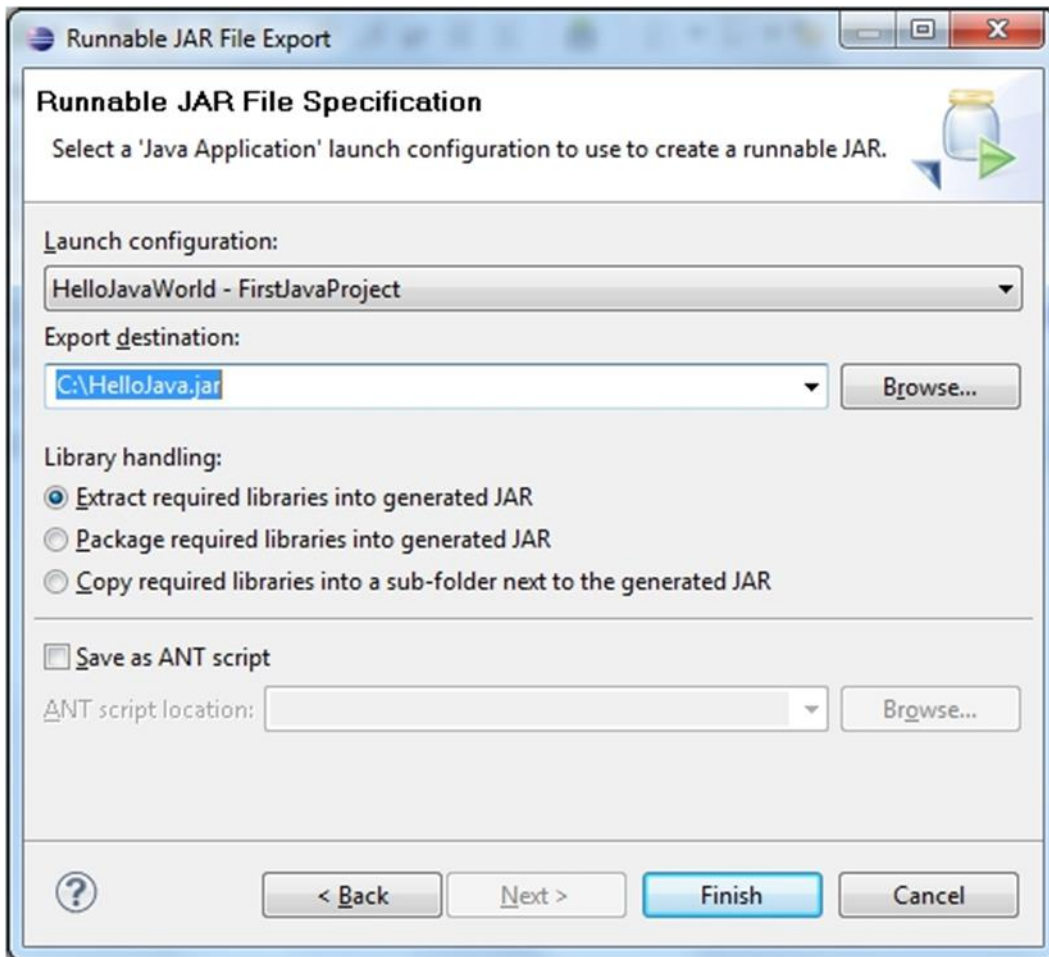 Runnable JAR File Export
Runnable JAR File Specification
Select a 'Java Application' launch configuration to use to create a runnable JAR.
Launch configuration:
HelloJavaWorld - FirstJavaProject
Export destination:
C:\HelloJava.jar
Browse...
Library handling:
Extract required libraries into generated JAR
Package required libraries into generated JAR
Copy required libraries into a sub-folder next to the generated JAR
Save as ANT script
ANT script location:
Browse...
?
< Back
Next >
Finish
Cancel